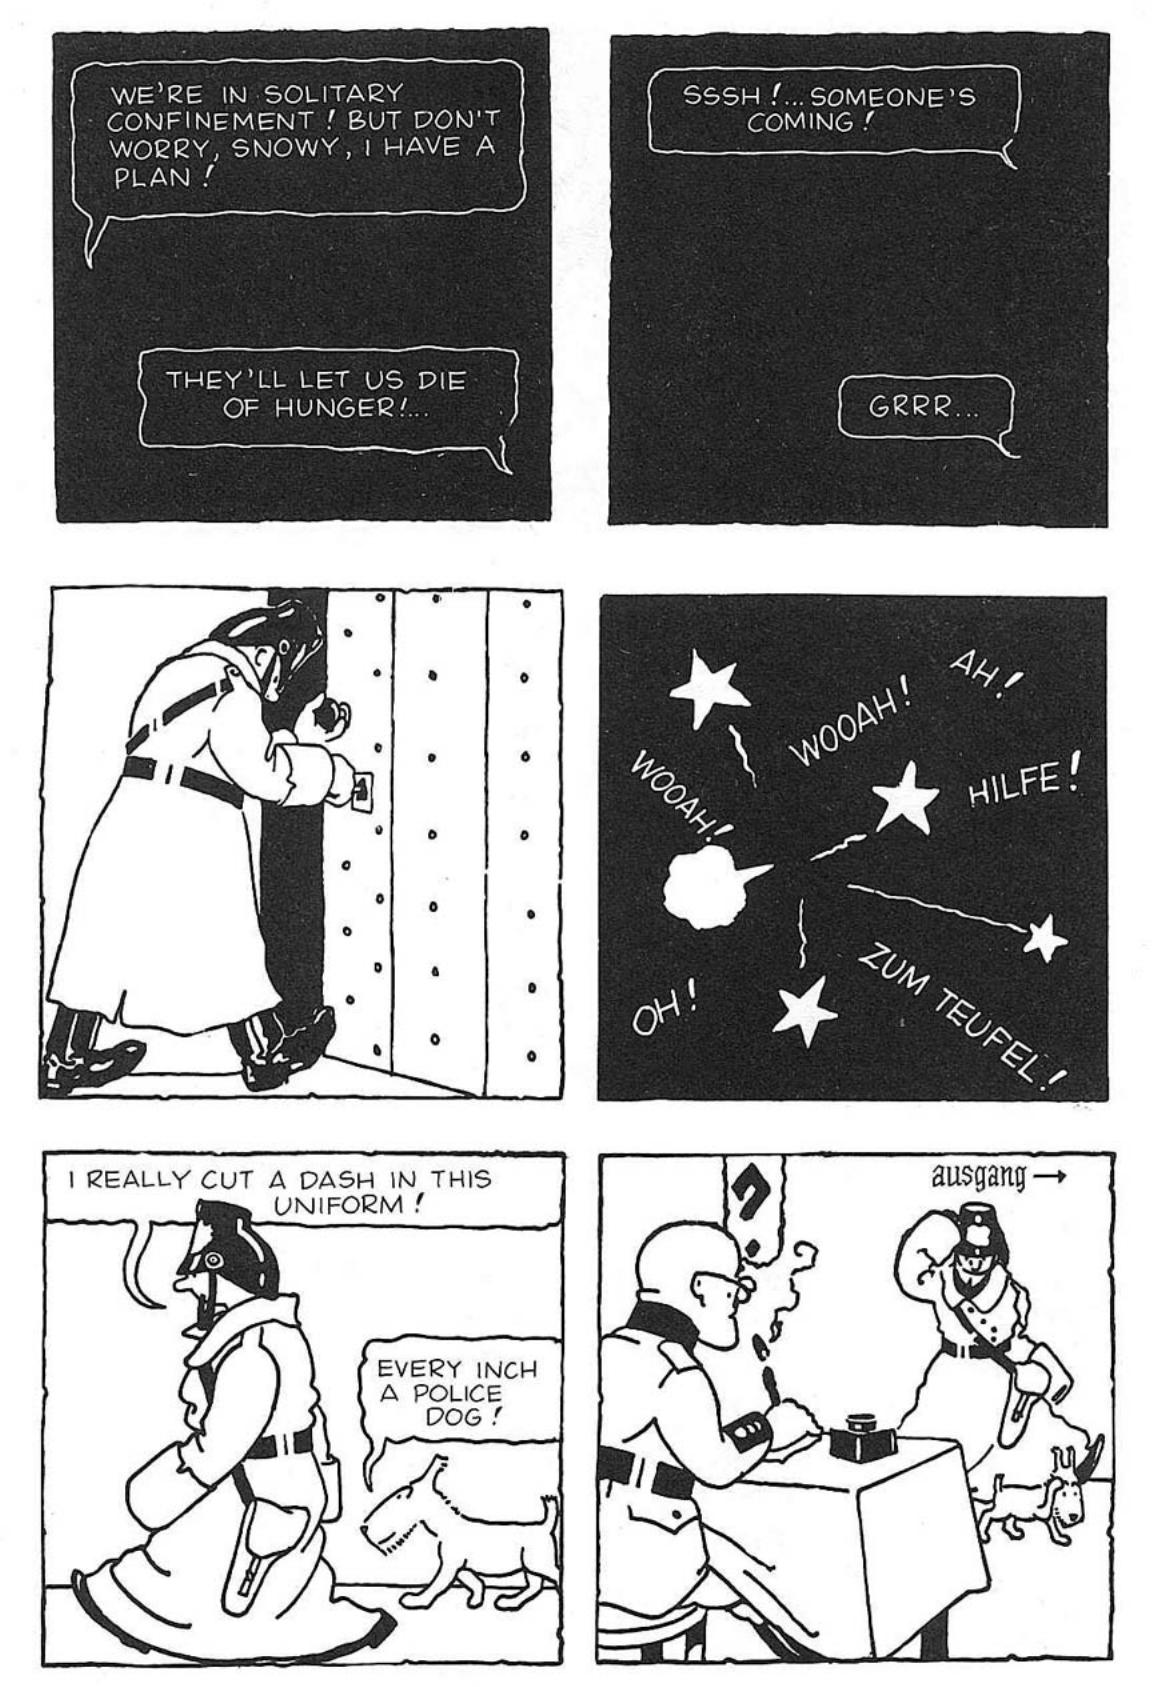 WE'RE IN SOLITARY
CONFINEMENT! BUT DON'T
WORRY, SNOWY, I HAVE A
PLAN!
THEY'LL LET US DIE
OF HUNGER!...
SSSH!...SOMEONE'S
COMING!
GRRR...
AH!
WOOAH!
WOOAH!
HILFE!
OH!
ZUM TEUFEL!
I REALLY CUT A DASH IN THIS
UNIFORM!
EVERY INCH
A POLICE
DOG!
?
ausgang →